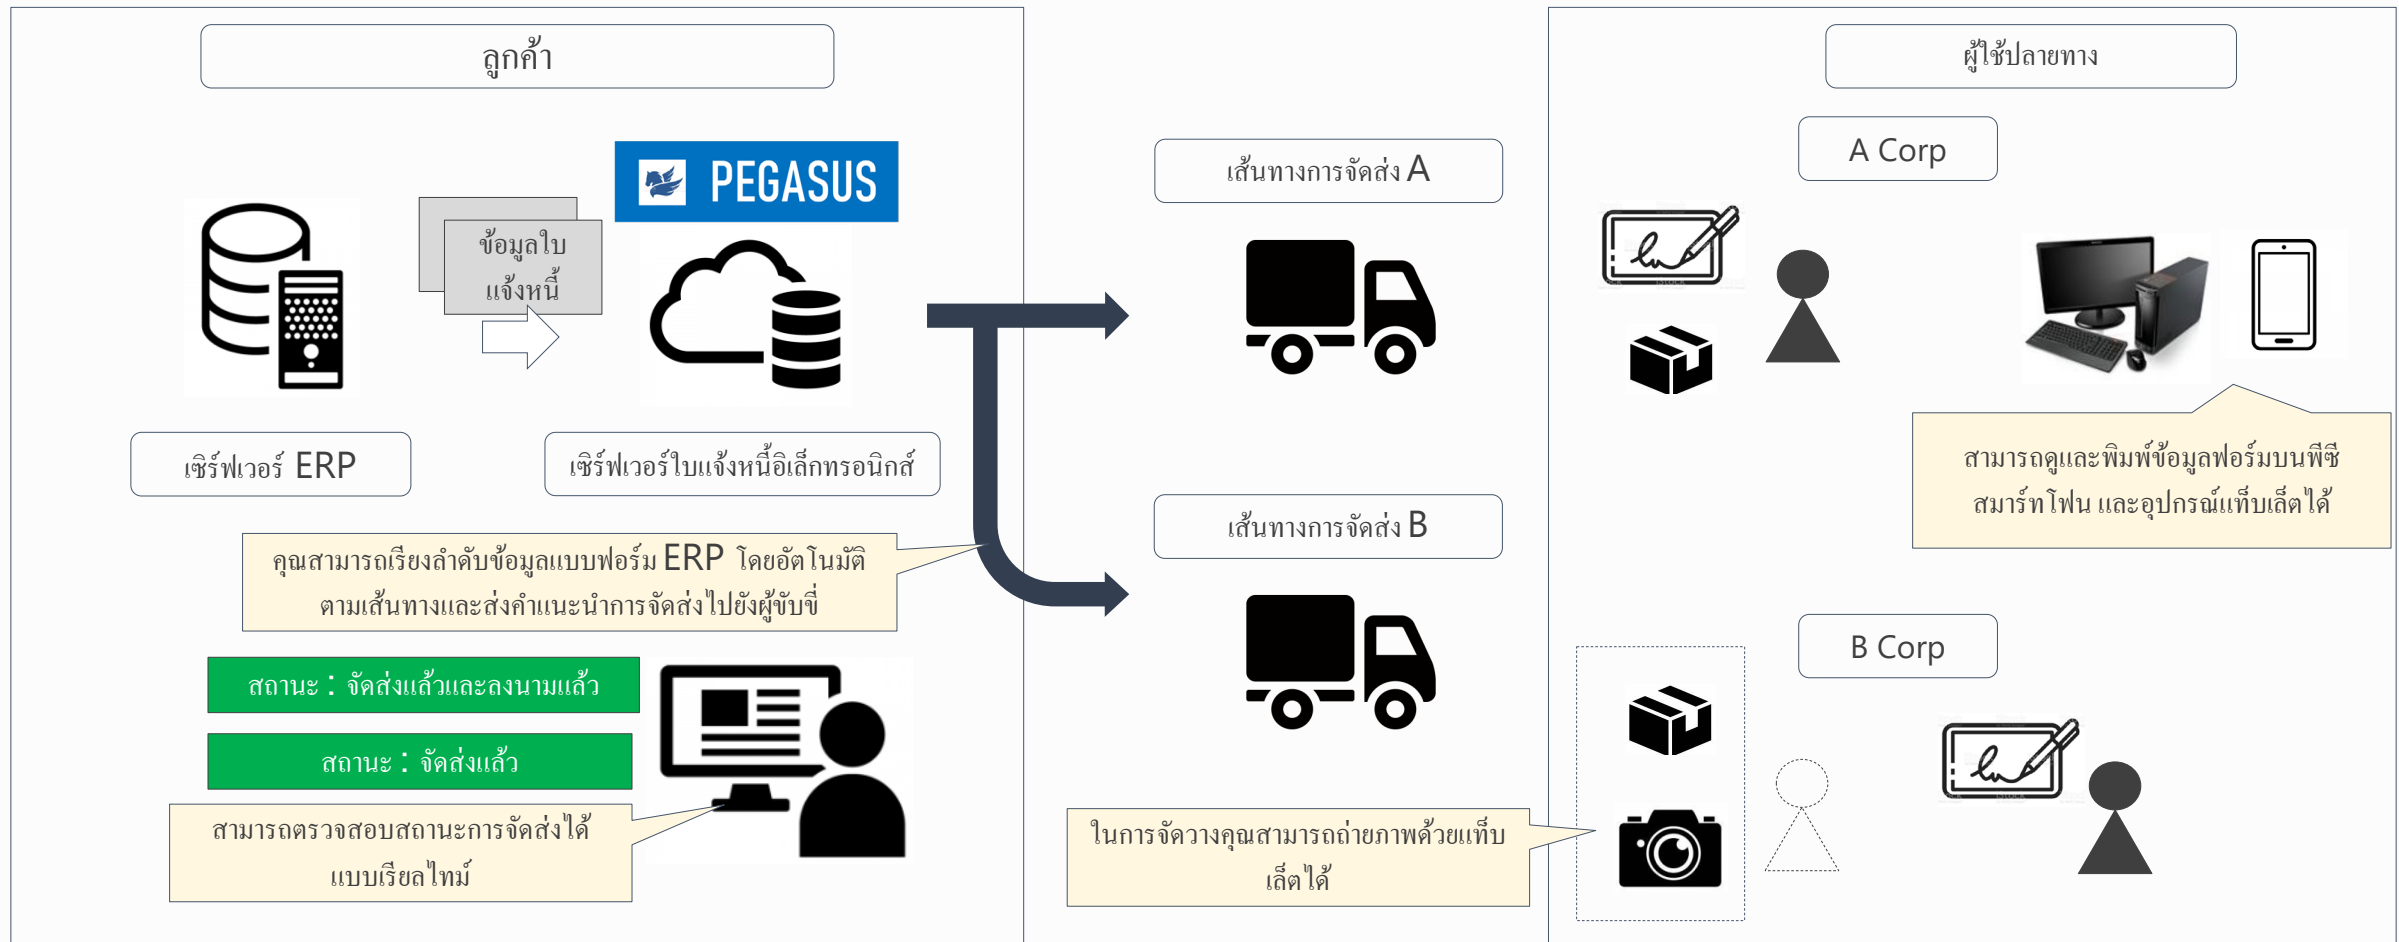 ลูกค้า
PEGASUS
ข้อมูลใบ
แจ้งหนี้
เซิร์ฟเวอร์ ERP
เซิร์ฟเวอร์ใบแจ้งหนี้อิเล็กทรอนิกส์
คุณสามารถเรียงลำดับข้อมูลแบบฟอร์ม ERP โดยอัตโนมัติ
ตามเส้นทางและส่งคำแนะนำการจัดส่งไปยังผู้ขับขี่
สถานะ : จัดส่งแล้วและลงนามแล้ว
สถานะ : จัดส่งแล้ว
สามารถตรวจสอบสถานะการจัดส่งได้
แบบเรียลไทม์
เส้นทางการจัดส่ง A
เส้นทางการจัดส่ง B
ในการจัดวางคุณสามารถถ่ายภาพด้วยแท็บ
เล็ตได้
ผู้ใช้ปลายทาง
A Corp
สามารถดูและพิมพ์ข้อมูลฟอร์มบนพีซี
สมาร์ทโฟน และอุปกรณ์แท็บเล็ตได้
B Corp